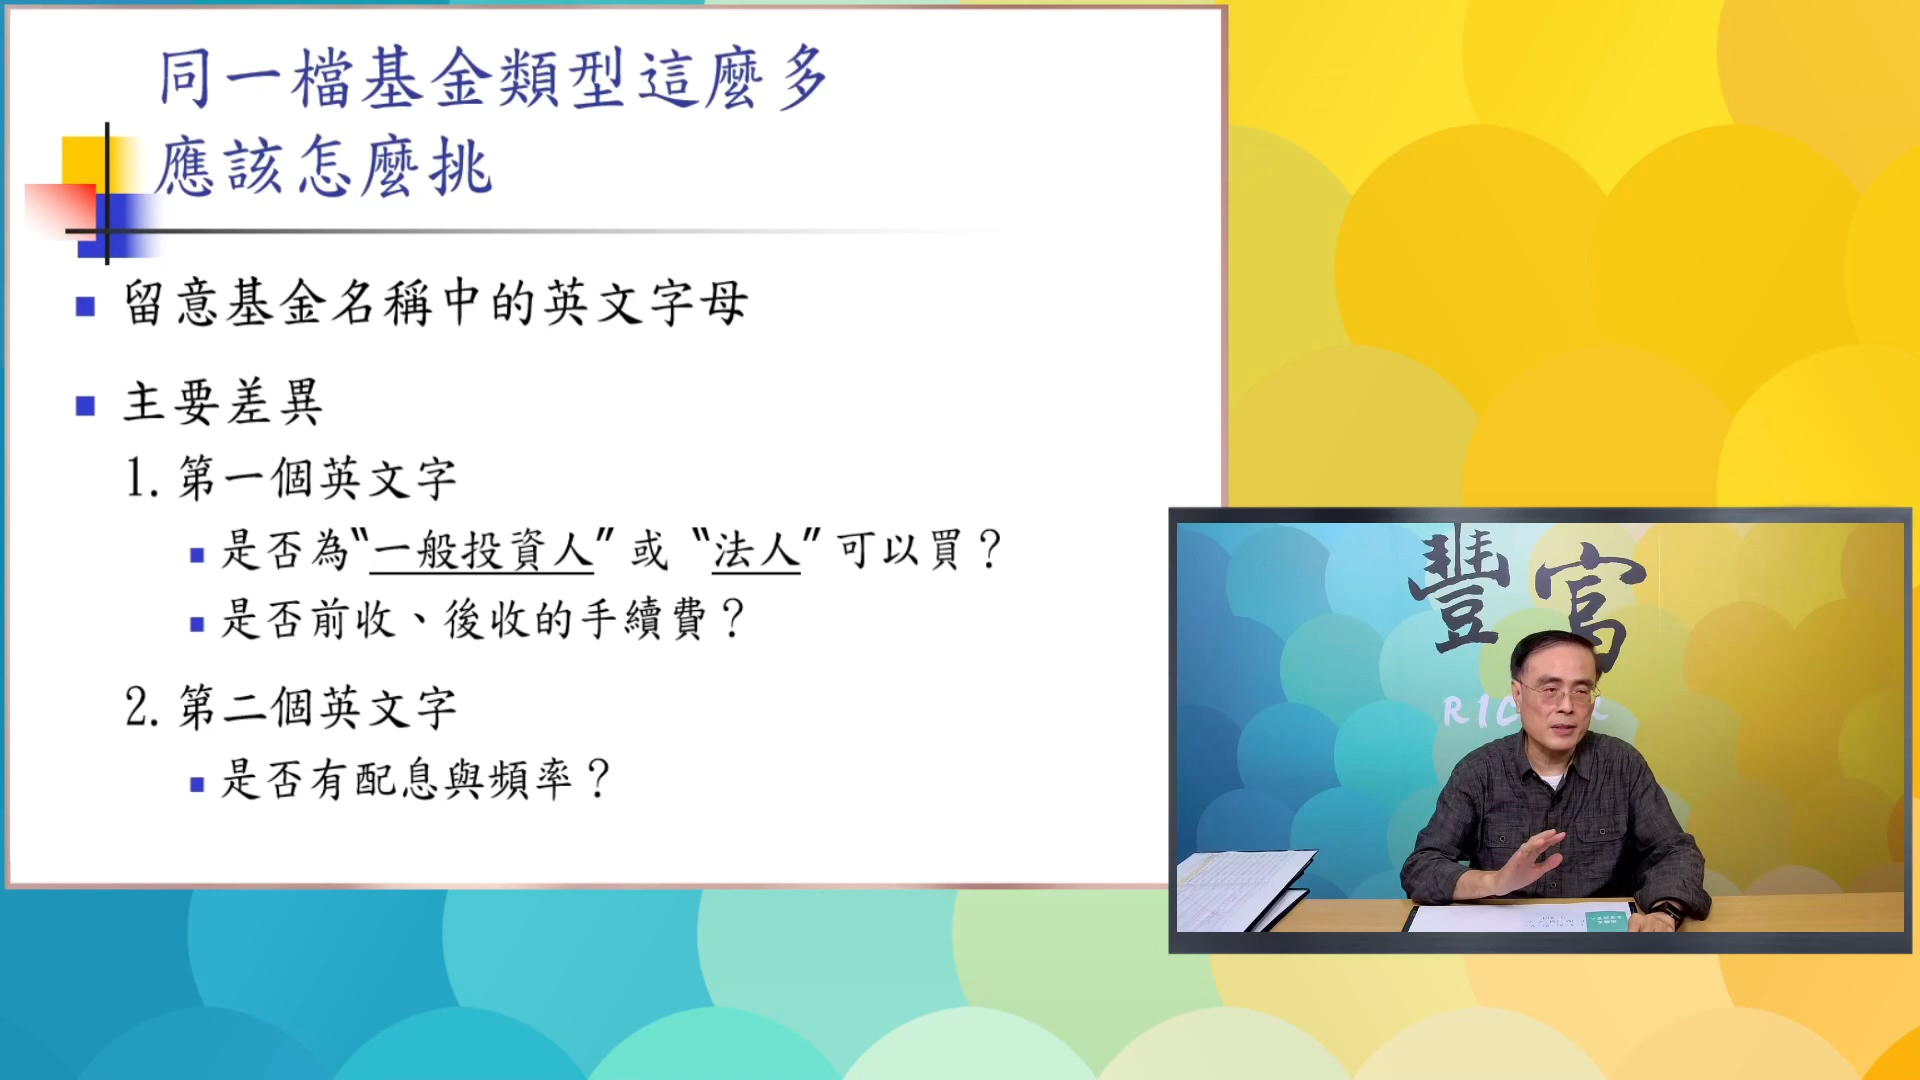 同一檔基金類型這麼多
應該怎麼挑
留意基金名稱中的英文字母
主要差異
1. 第一個英文字
是否為“一般投資人” 或 “法人” 可以買？
是否前收、後收的手續費？
2. 第二個英文字
是否有配息與頻率？
豐富